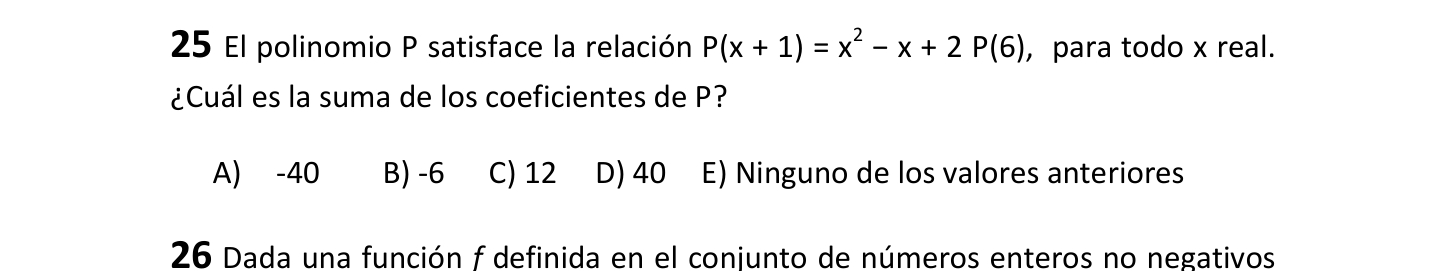 25 El polinomio P satisface la relación P(x + 1) = x² − x + 2 P(6), para todo x real.
¿Cuál es la suma de los coeficientes de P?
A) -40 B) -6 C) 12 D) 40 E) Ninguno de los valores anteriores
26 Dada una función f definida en el conjunto de números enteros no negativos